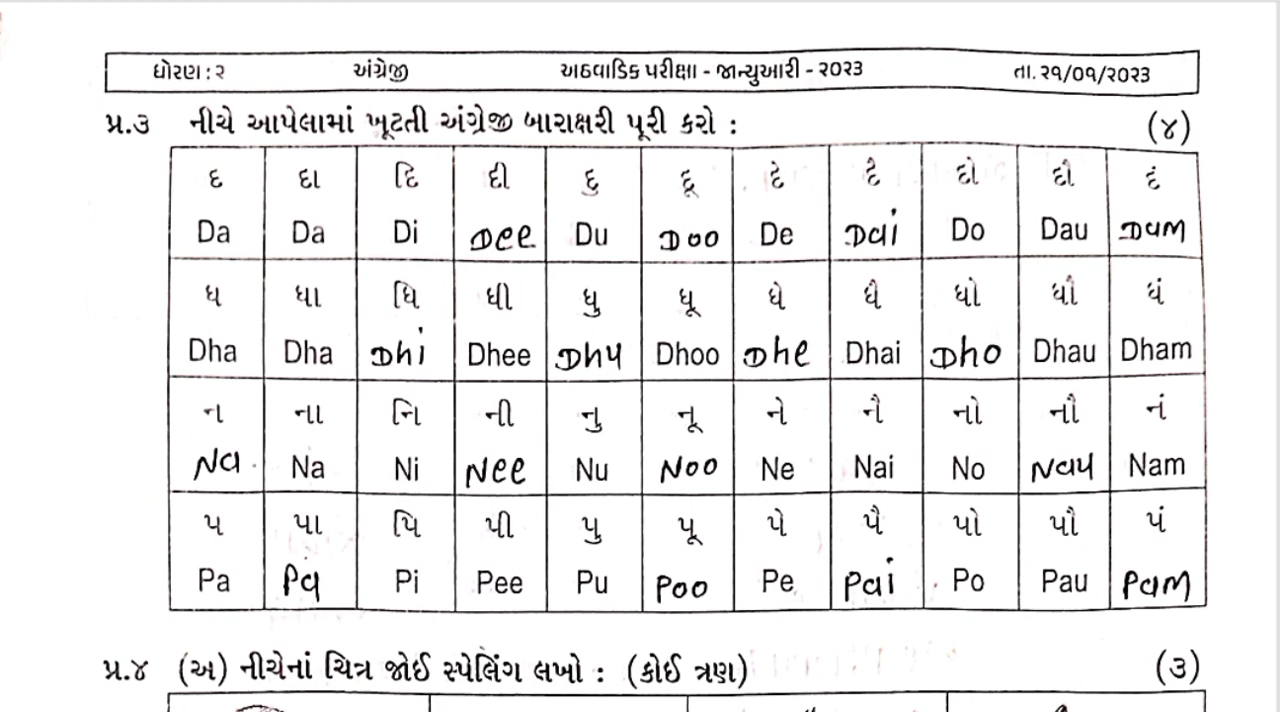 ધોરણ : ૨ અંગ્રેજી અઠવાડિક પરીક્ષા - જાન્યુઆરી - ૨૦૨૩ તા. ૨૧/૦૧/૨૦૨૩
પ્ર.૩ નીચે આપેલામાં ખૂટતી અંગ્રેજી બારાક્ષરી પૂરી કરો : (૪)
દ દા દિ દી દુ દૂ દે દૈ દો દૌ દં
Da Da Di Dee Du Doo De Dai Do Dau Dam
ધ ધા ધિ ધી ધુ ધૂ ધે ધૈ ધો ધૌ ધં
Dha Dha Dhi Dhee Dhu Dhoo Dhe Dhai Dho Dhau Dham
ન ના નિ ની નુ નૂ ને નૈ નો નૌ નં
Na Na Ni Nee Nu Noo Ne Nai No Nau Nam
પ પા પિ પી પુ પૂ પે પૈ પો પૌ પં
Pa Pa Pi Pee Pu Poo Pe Pai Po Pau Pam
પ્ર.૪ (અ) નીચેનાં ચિત્ર જોઈ સ્પેલિંગ લખો : (કોઈ ત્રણ) (૩)